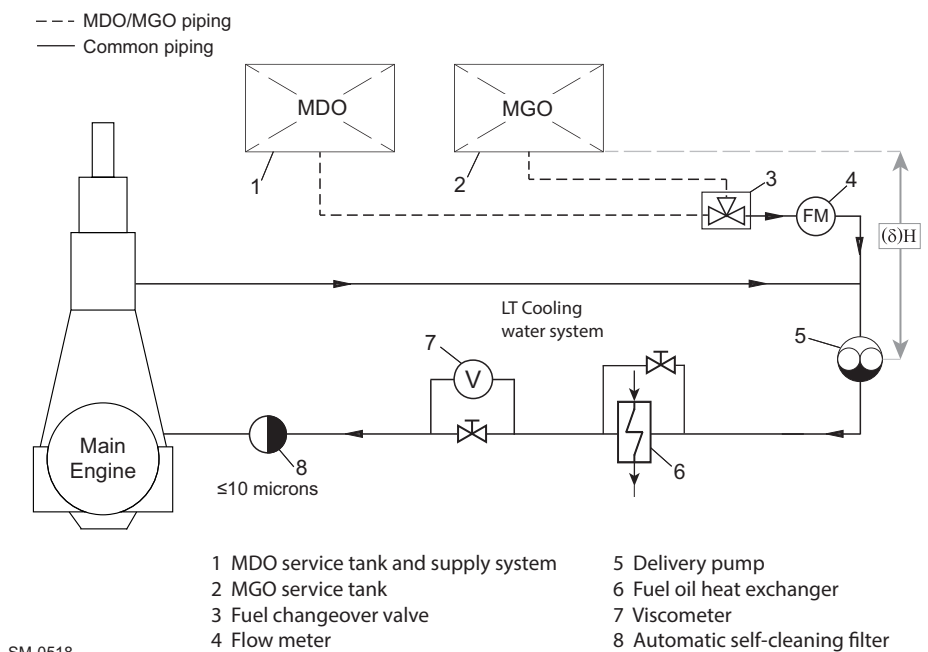 MDO/MGO piping
Common piping
MDO
MGO
1
2
3
4
FM
(δ)H
LT Cooling
water system
5
7
V
Main
Engine
8
≤10 microns
6
1 MDO service tank and supply system
2 MGO service tank
3 Fuel changeover valve
4 Flow meter
5 Delivery pump
6 Fuel oil heat exchanger
7 Viscometer
8 Automatic self-cleaning filter
SM-0518